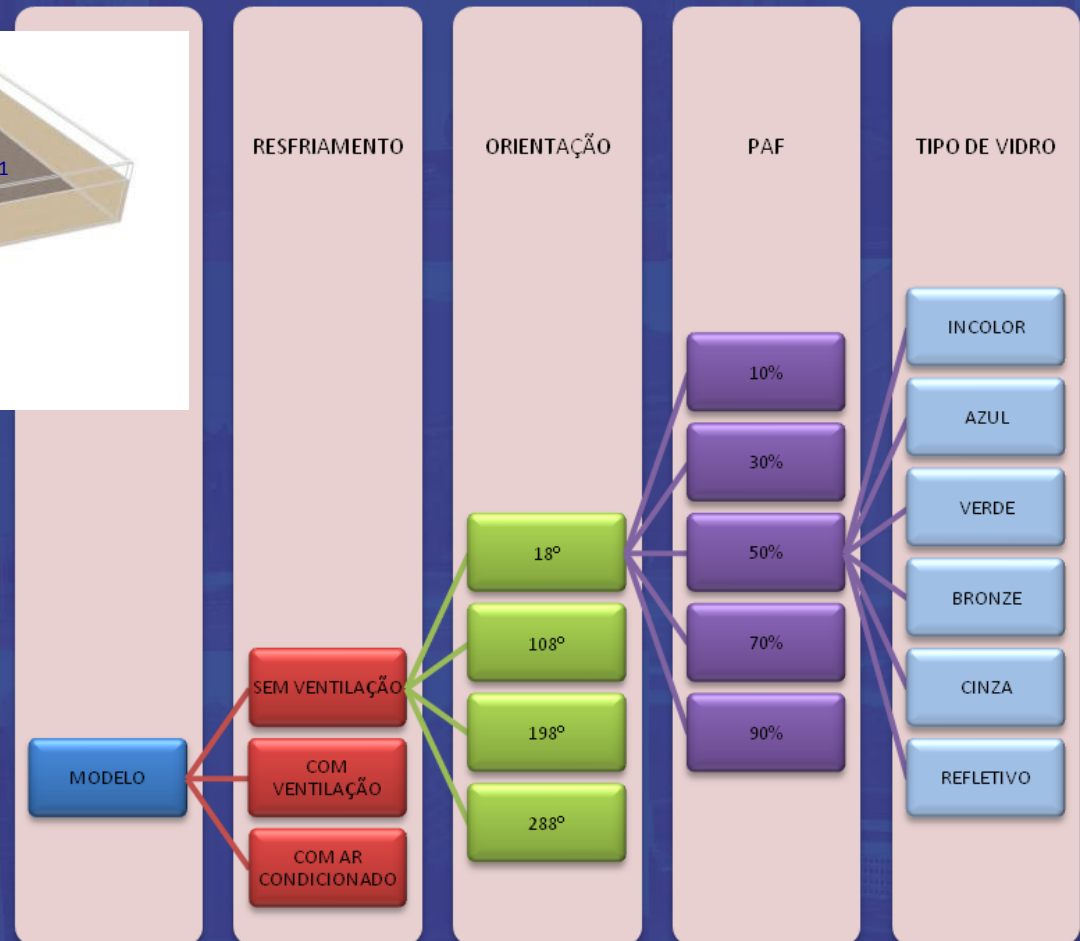 1
RESFRIAMENTO
ORIENTAÇÃO
PAF
TIPO DE VIDRO
MODELO
SEM VENTILAÇÃO
COM
VENTILAÇÃO
COM AR
CONDICIONADO
18º
108º
198º
288º
10%
30%
50%
70%
90%
INCOLOR
AZUL
VERDE
BRONZE
CINZA
REFLETIVO